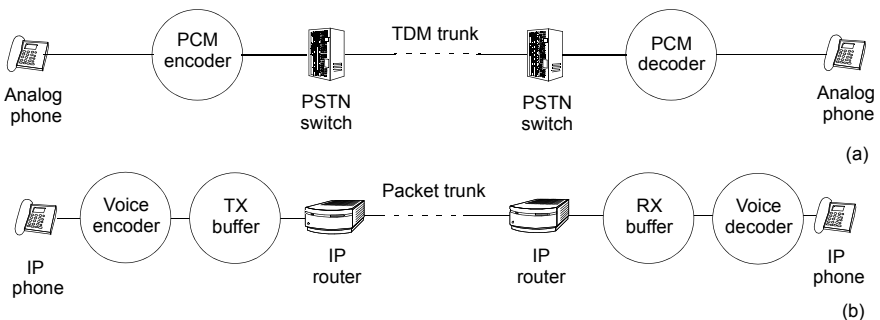 PCM
encoder
TDM trunk
PCM
decoder
Analog
phone
PSTN
switch
PSTN
switch
Analog
phone
(a)
Voice
encoder
TX
buffer
Packet trunk
RX
buffer
Voice
decoder
IP
phone
IP
router
IP
router
IP
phone
(b)